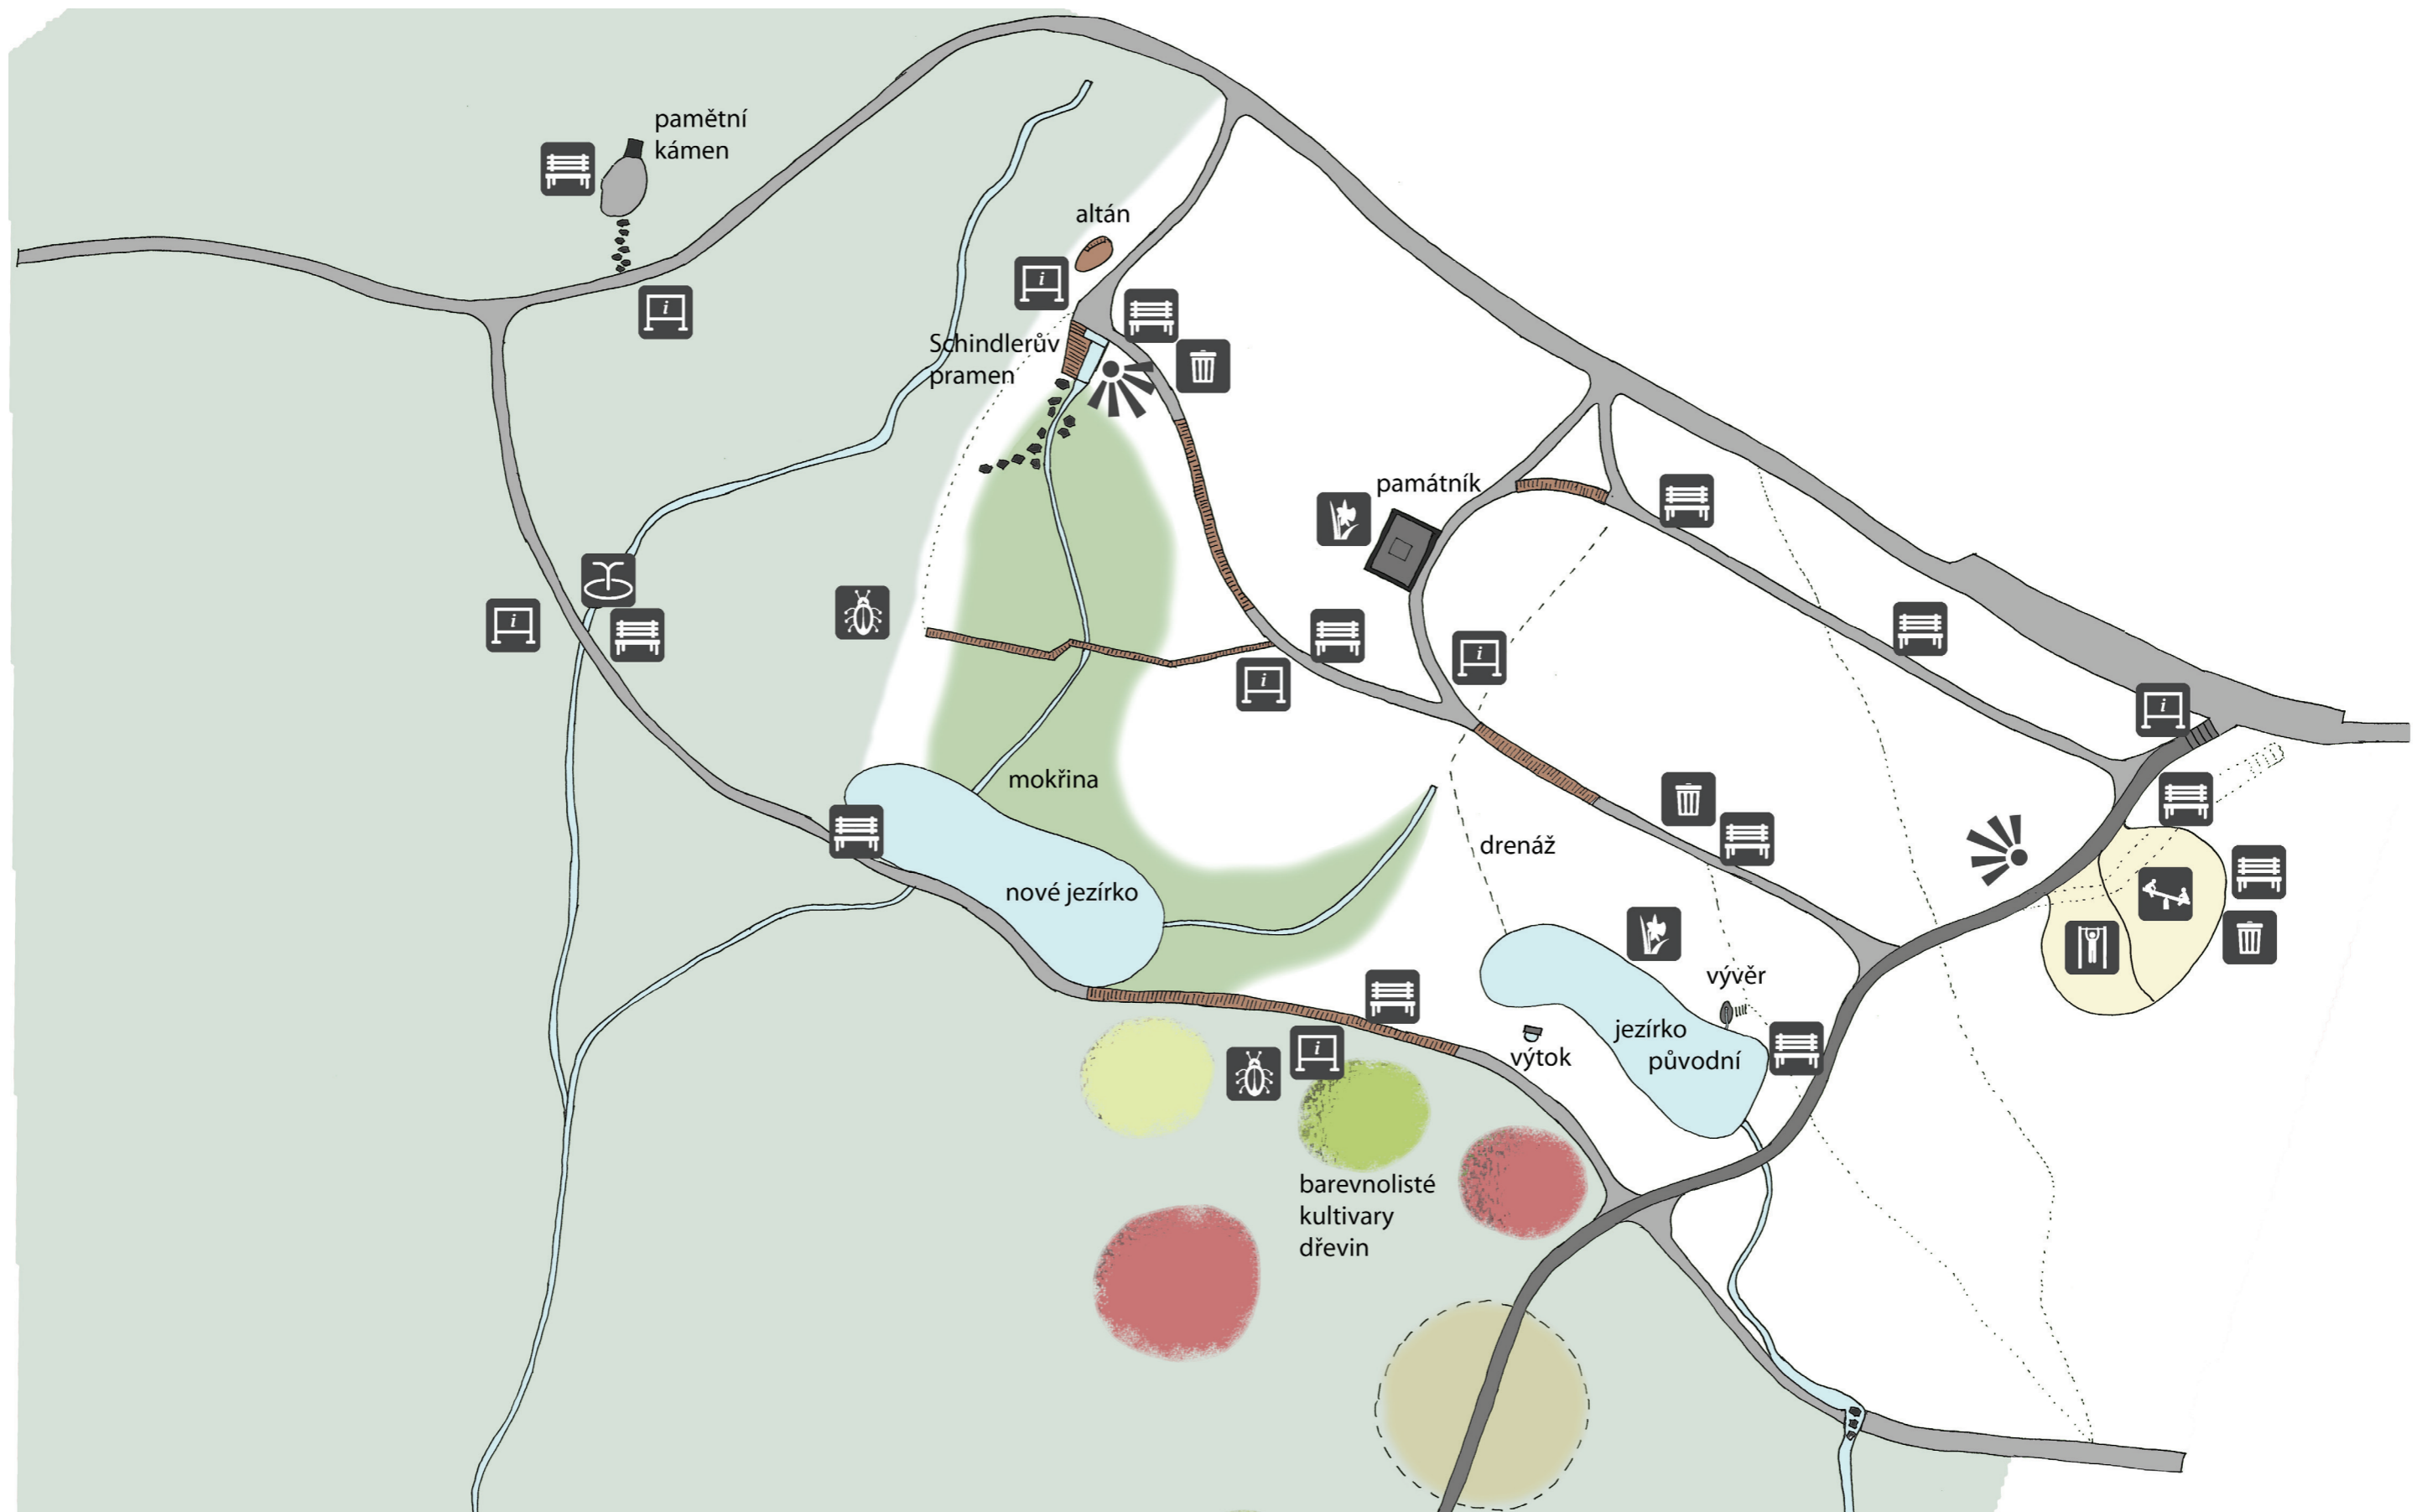 pamětní
kámen
altán
i
i
Schindlerův
pramen
památník
i
i
i
i
mokřina
drenáž
nové jezírko
vývěr
jezírko
původní
výtok
i
barevnolisté
kultivary
dřevin